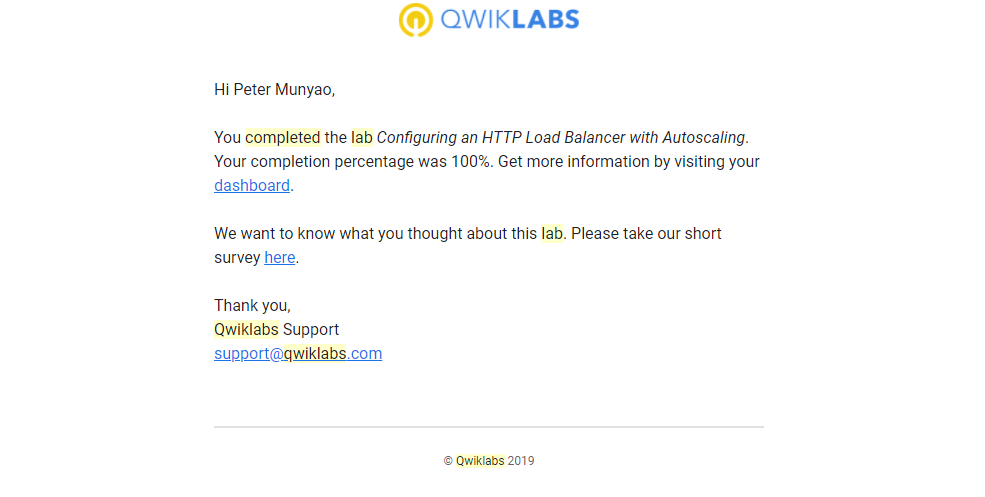 QWIKLABS
Hi Peter Munyao,
You completed the lab Configuring an HTTP Load Balancer with Autoscaling.
Your completion percentage was 100%. Get more information by visiting your
dashboard.
We want to know what you thought about this lab. Please take our short
survey here.
Thank you,
Qwiklabs Support
support@qwiklabs.com
© Qwiklabs 2019